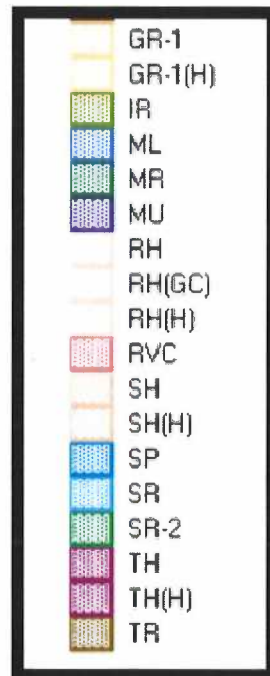 GR-1
GR-1(H)
IR
ML
MR
MU
RH
RH(GC)
RH(H)
RVC
SH
SH(H)
SP
SR
SR-2
TH
TH(H)
TR